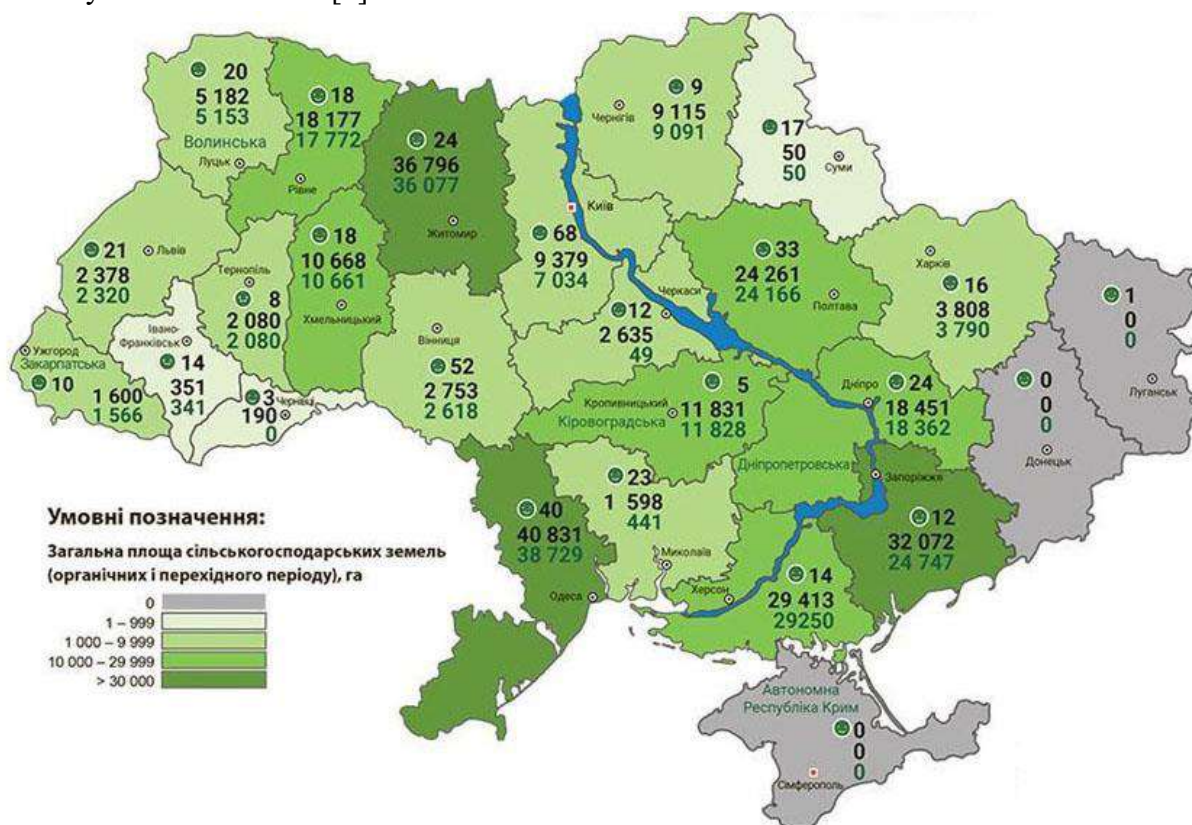 20
5 182
5 153
Волинська
Луцьк
18
18 177
17 772
Рівне
24
36 796
36 077
Житомир
9
Чернігів
9 115
9 091
17
50
50
Суми
Київ
68
9 379
7 034
21
Львів
2 378
2 320
Тернопіль
8
2 080
2 080
18
10 668
10 661
Хмельницький
33
24 261
24 166
Полтава
Харків
16
3 808
3 790
1
0
0
Луганськ
Ужгород
Закарпатська
10
1 600
1 566
Івано-
Франківськ
14
351
341
3
Чернівці
190
0
Вінниця
52
2 753
2 618
Черкаси
12
2 635
49
5
Кропивницький
11 831
Кіровоградська
11 828
Дніпро
24
18 451
18 362
Дніпропетровська
0
0
0
Донецьк
Запоріжжя
12
32 072
24 747
23
1 598
441
Миколаїв
40
40 831
38 729
Одеса
14
Херсон
29 413
29250
Автономна
Республіка Крим
0
0
0
Сімферополь
Умовні позначення:
Загальна площа сільськогосподарських земель
(органічних і перехідного періоду), га
0
1 – 999
1 000 – 9 999
10 000 – 29 999
> 30 000